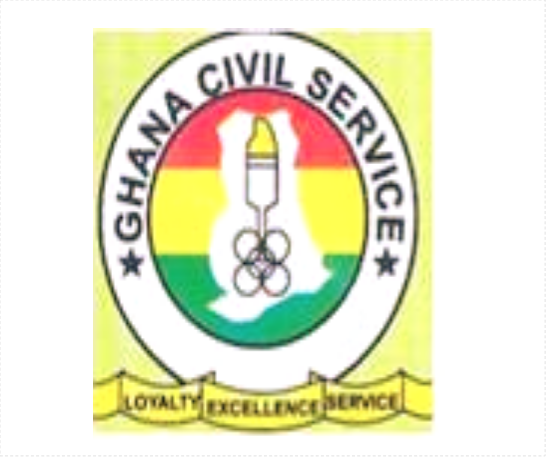 GHANA CIVIL SERVICE
LOYALTY EXCELLENCE SERVICE